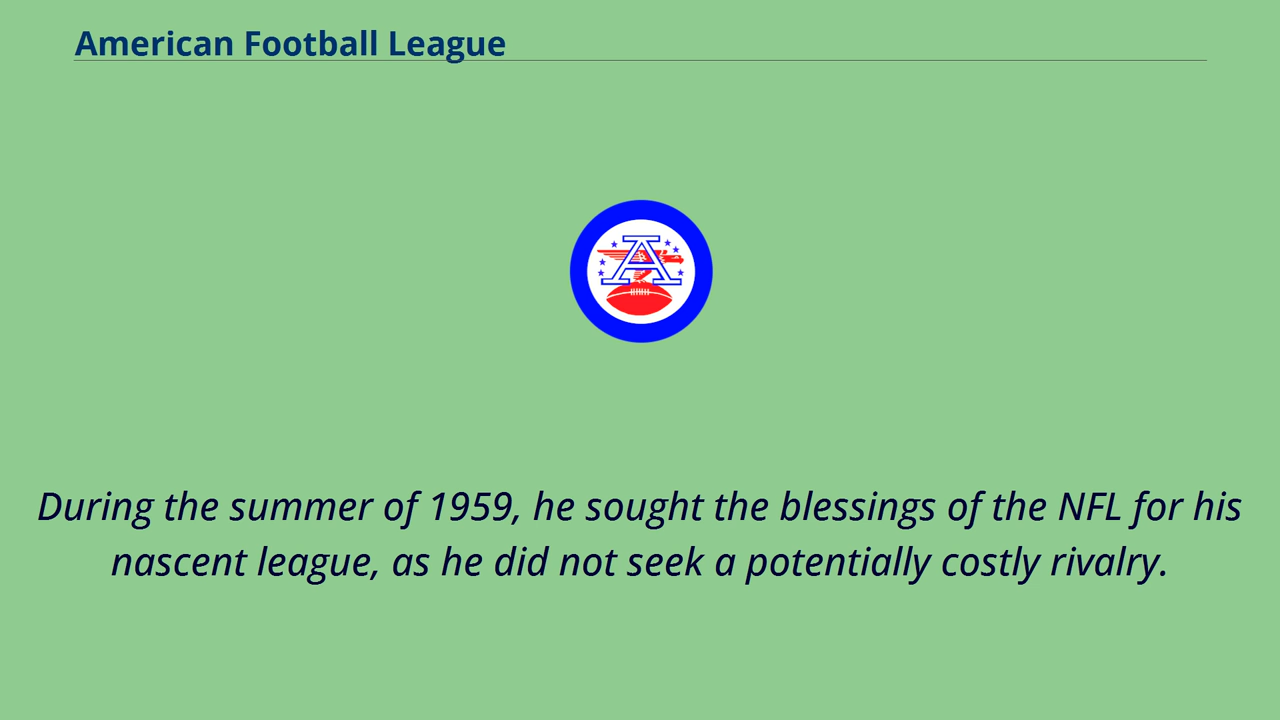 American Football League
A
During the summer of 1959, he sought the blessings of the NFL for his
nascent league, as he did not seek a potentially costly rivalry.